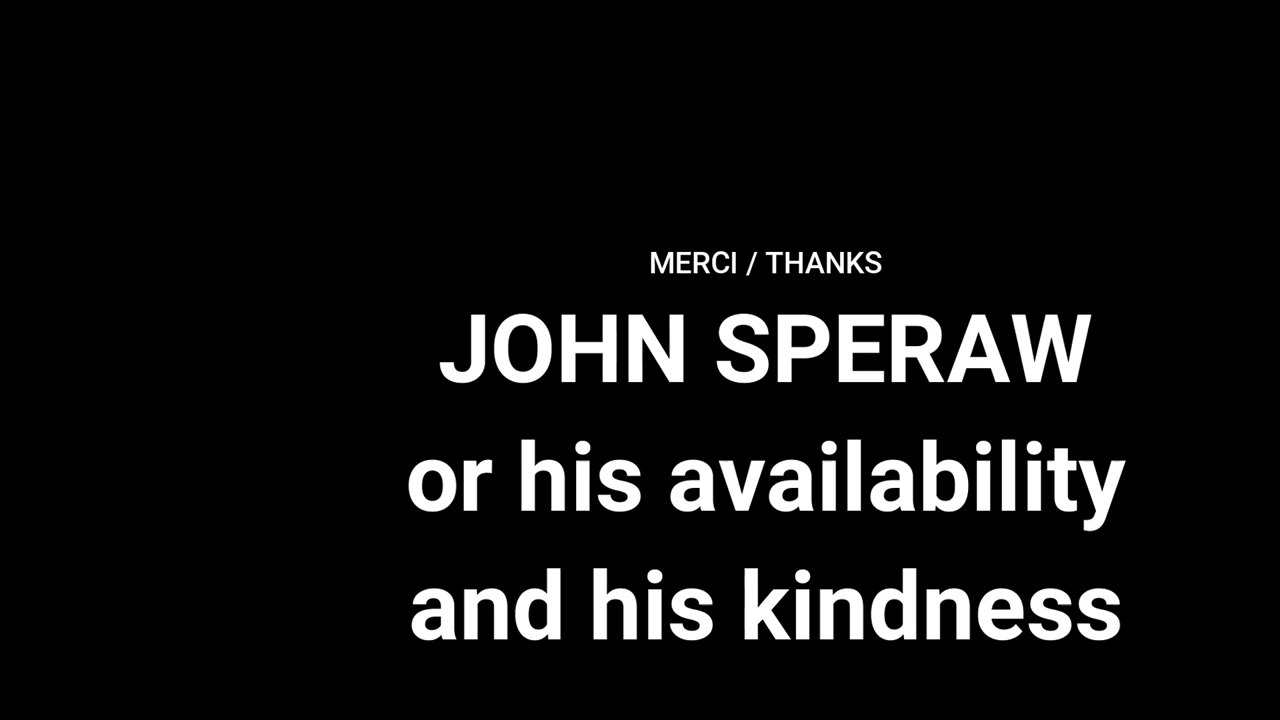 MERCI / THANKS
JOHN SPERAW
or his availability
and his kindness